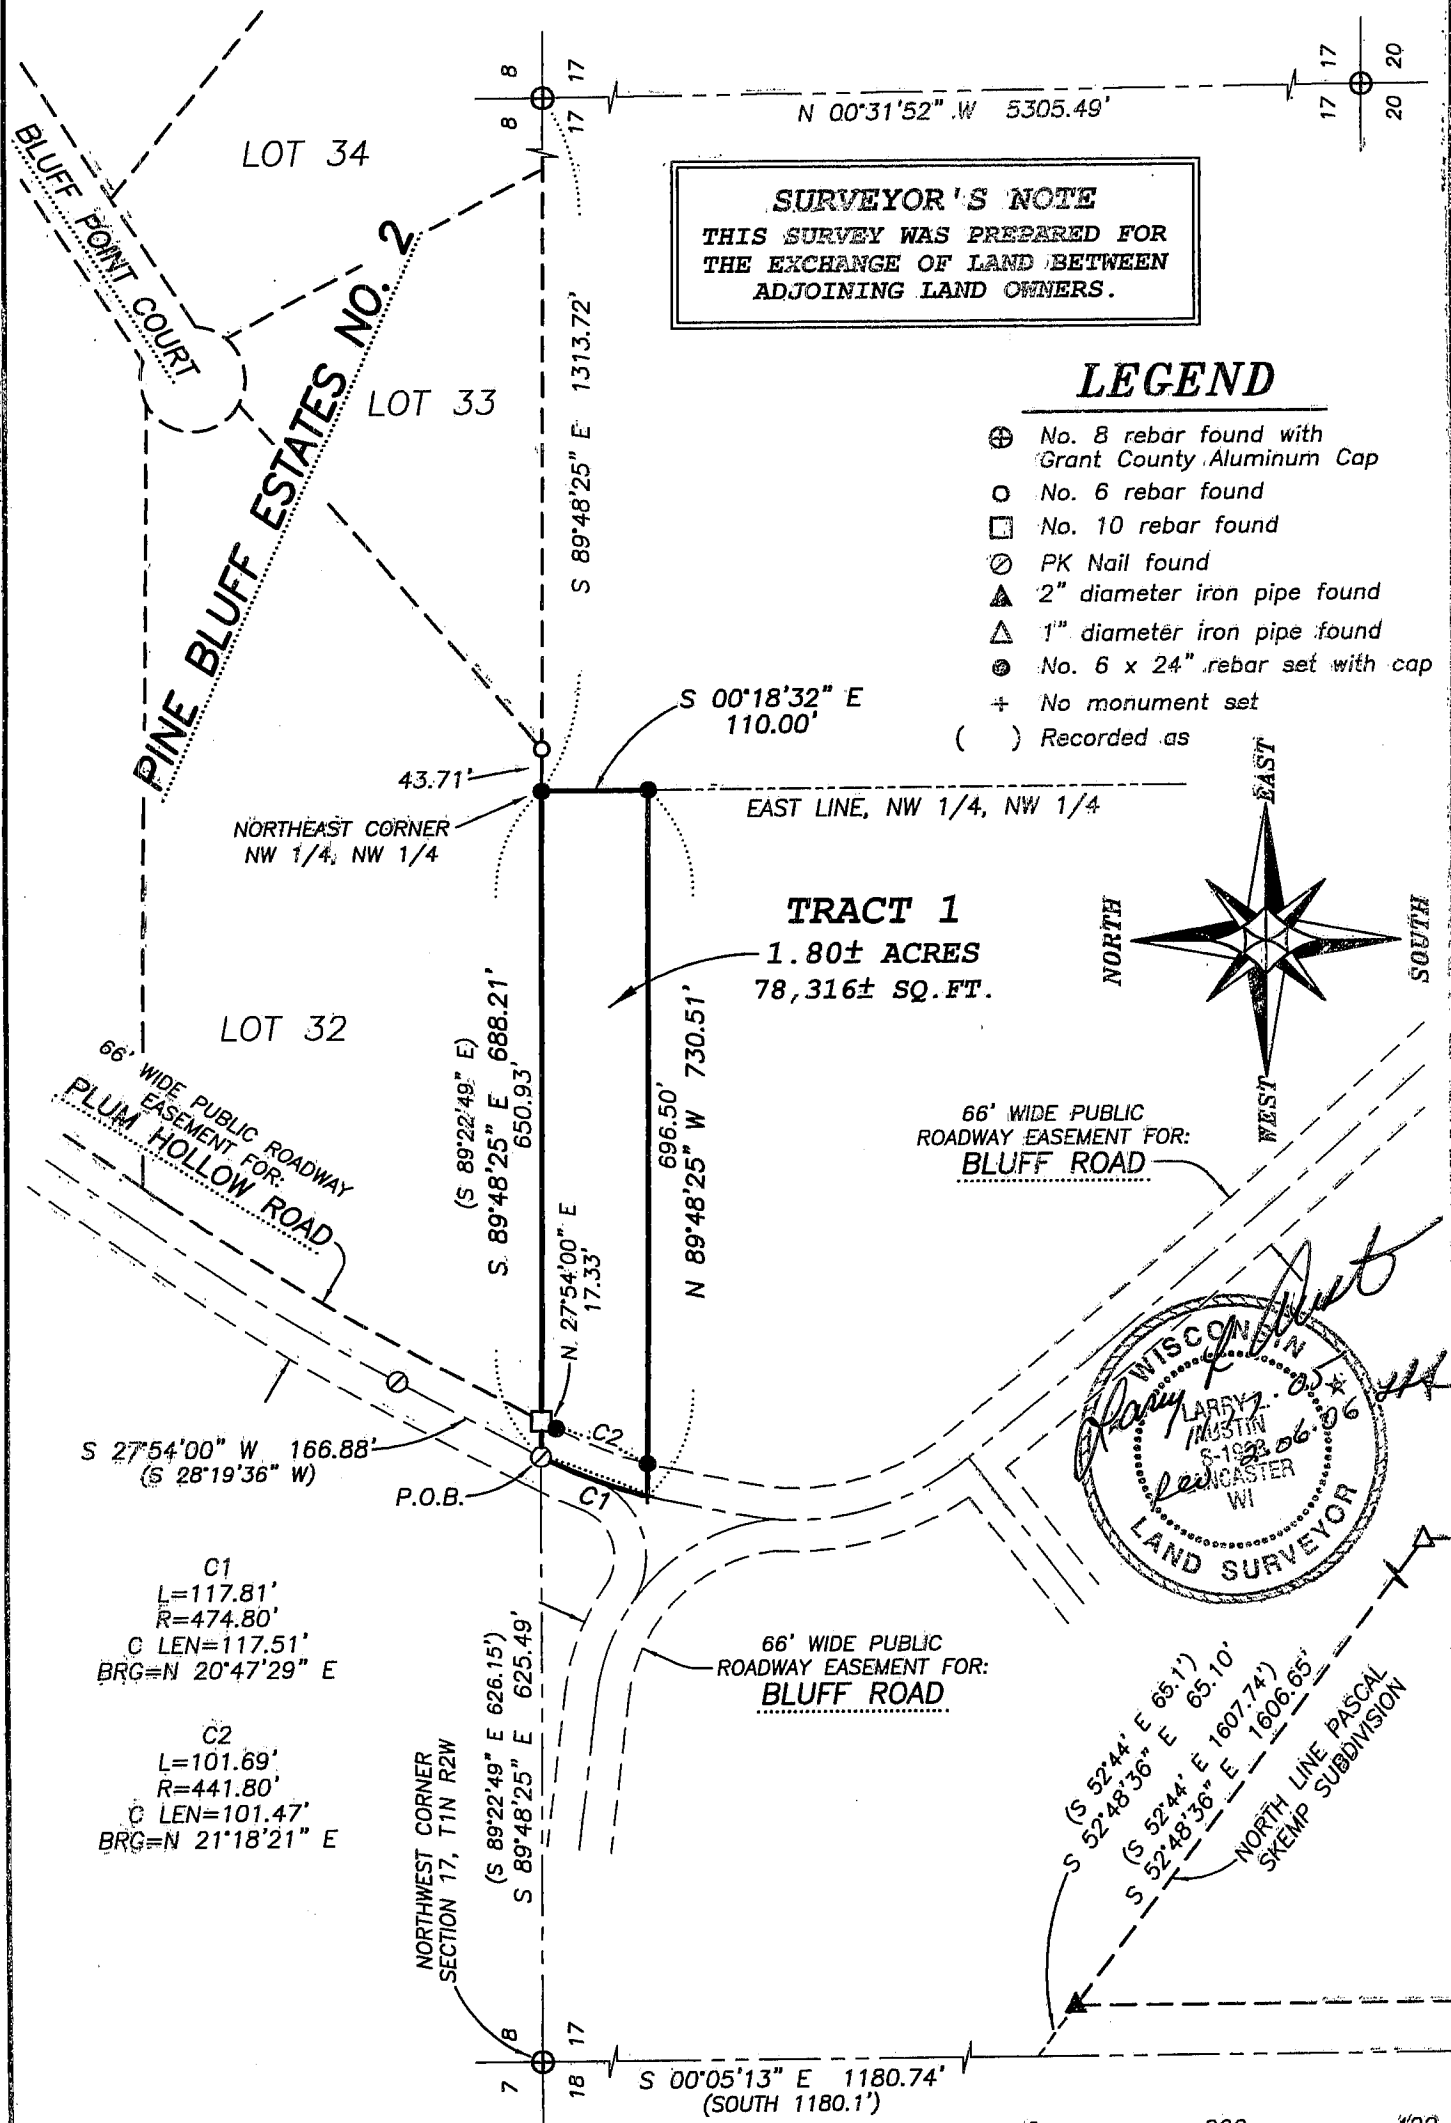 8 17
8 17
17 20
17 20
N 00°31'52" W 5305.49'
LOT 34
BLUFF POINT COURT
PINE BLUFF ESTATES NO. 2
LOT 33
S 89°48'25" E 1313.72'
SURVEYOR'S NOTE
THIS SURVEY WAS PREPARED FOR
THE EXCHANGE OF LAND BETWEEN
ADJOINING LAND OWNERS.
LEGEND
No. 8 rebar found with
Grant County Aluminum Cap
No. 6 rebar found
No. 10 rebar found
PK Nail found
2" diameter iron pipe found
1" diameter iron pipe found
No. 6 x 24" rebar set with cap
No monument set
( ) Recorded as
S 00°18'32" E
110.00'
43.71'
NORTHEAST CORNER
NW 1/4, NW 1/4
EAST LINE, NW 1/4, NW 1/4
EAST
NORTH
SOUTH
WEST
TRACT 1
1.80± ACRES
78,316± SQ.FT.
LOT 32
66' WIDE PUBLIC ROADWAY
EASEMENT FOR:
PLUM HOLLOW ROAD
(S 89°22'49" E)
S 89°48'25" E 688.21'
650.93'
N 27°54'00" E
17.33'
696.50'
N 89°48'25" W 730.51'
66' WIDE PUBLIC
ROADWAY EASEMENT FOR:
BLUFF ROAD
S 27°54'00" W 166.88'
(S 28°19'36" W)
P.O.B.
C2
C1
WISCONSIN
LARRY L.
AUSTIN
LANCASTER
WI
LAND SURVEYOR
C1
L=117.81'
R=474.80'
C LEN=117.51'
BRG=N 20°47'29" E
C2
L=101.69'
R=441.80'
C LEN=101.47'
BRG=N 21°18'21" E
66' WIDE PUBLIC
ROADWAY EASEMENT FOR:
BLUFF ROAD
(S 89°22'49" E 626.15')
S 89°48'25" E 625.49'
NORTHWEST CORNER
SECTION 17, T1N R2W
(S 52°44' E 65.1')
S 52°48'36" E 65.10'
(S 52°44' E 1607.74')
S 52°48'36" E 1606.65'
NORTH LINE PASCAL
SKEMP SUBDIVISION
8 17
7 18
S 00°05'13" E 1180.74'
(SOUTH 1180.1')